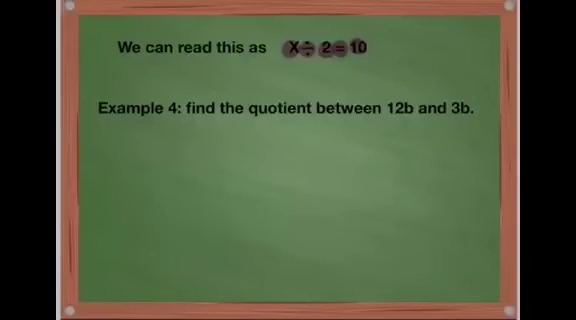 We can read this as X ÷ 2 = 10
Example 4: find the quotient between 12b and 3b.